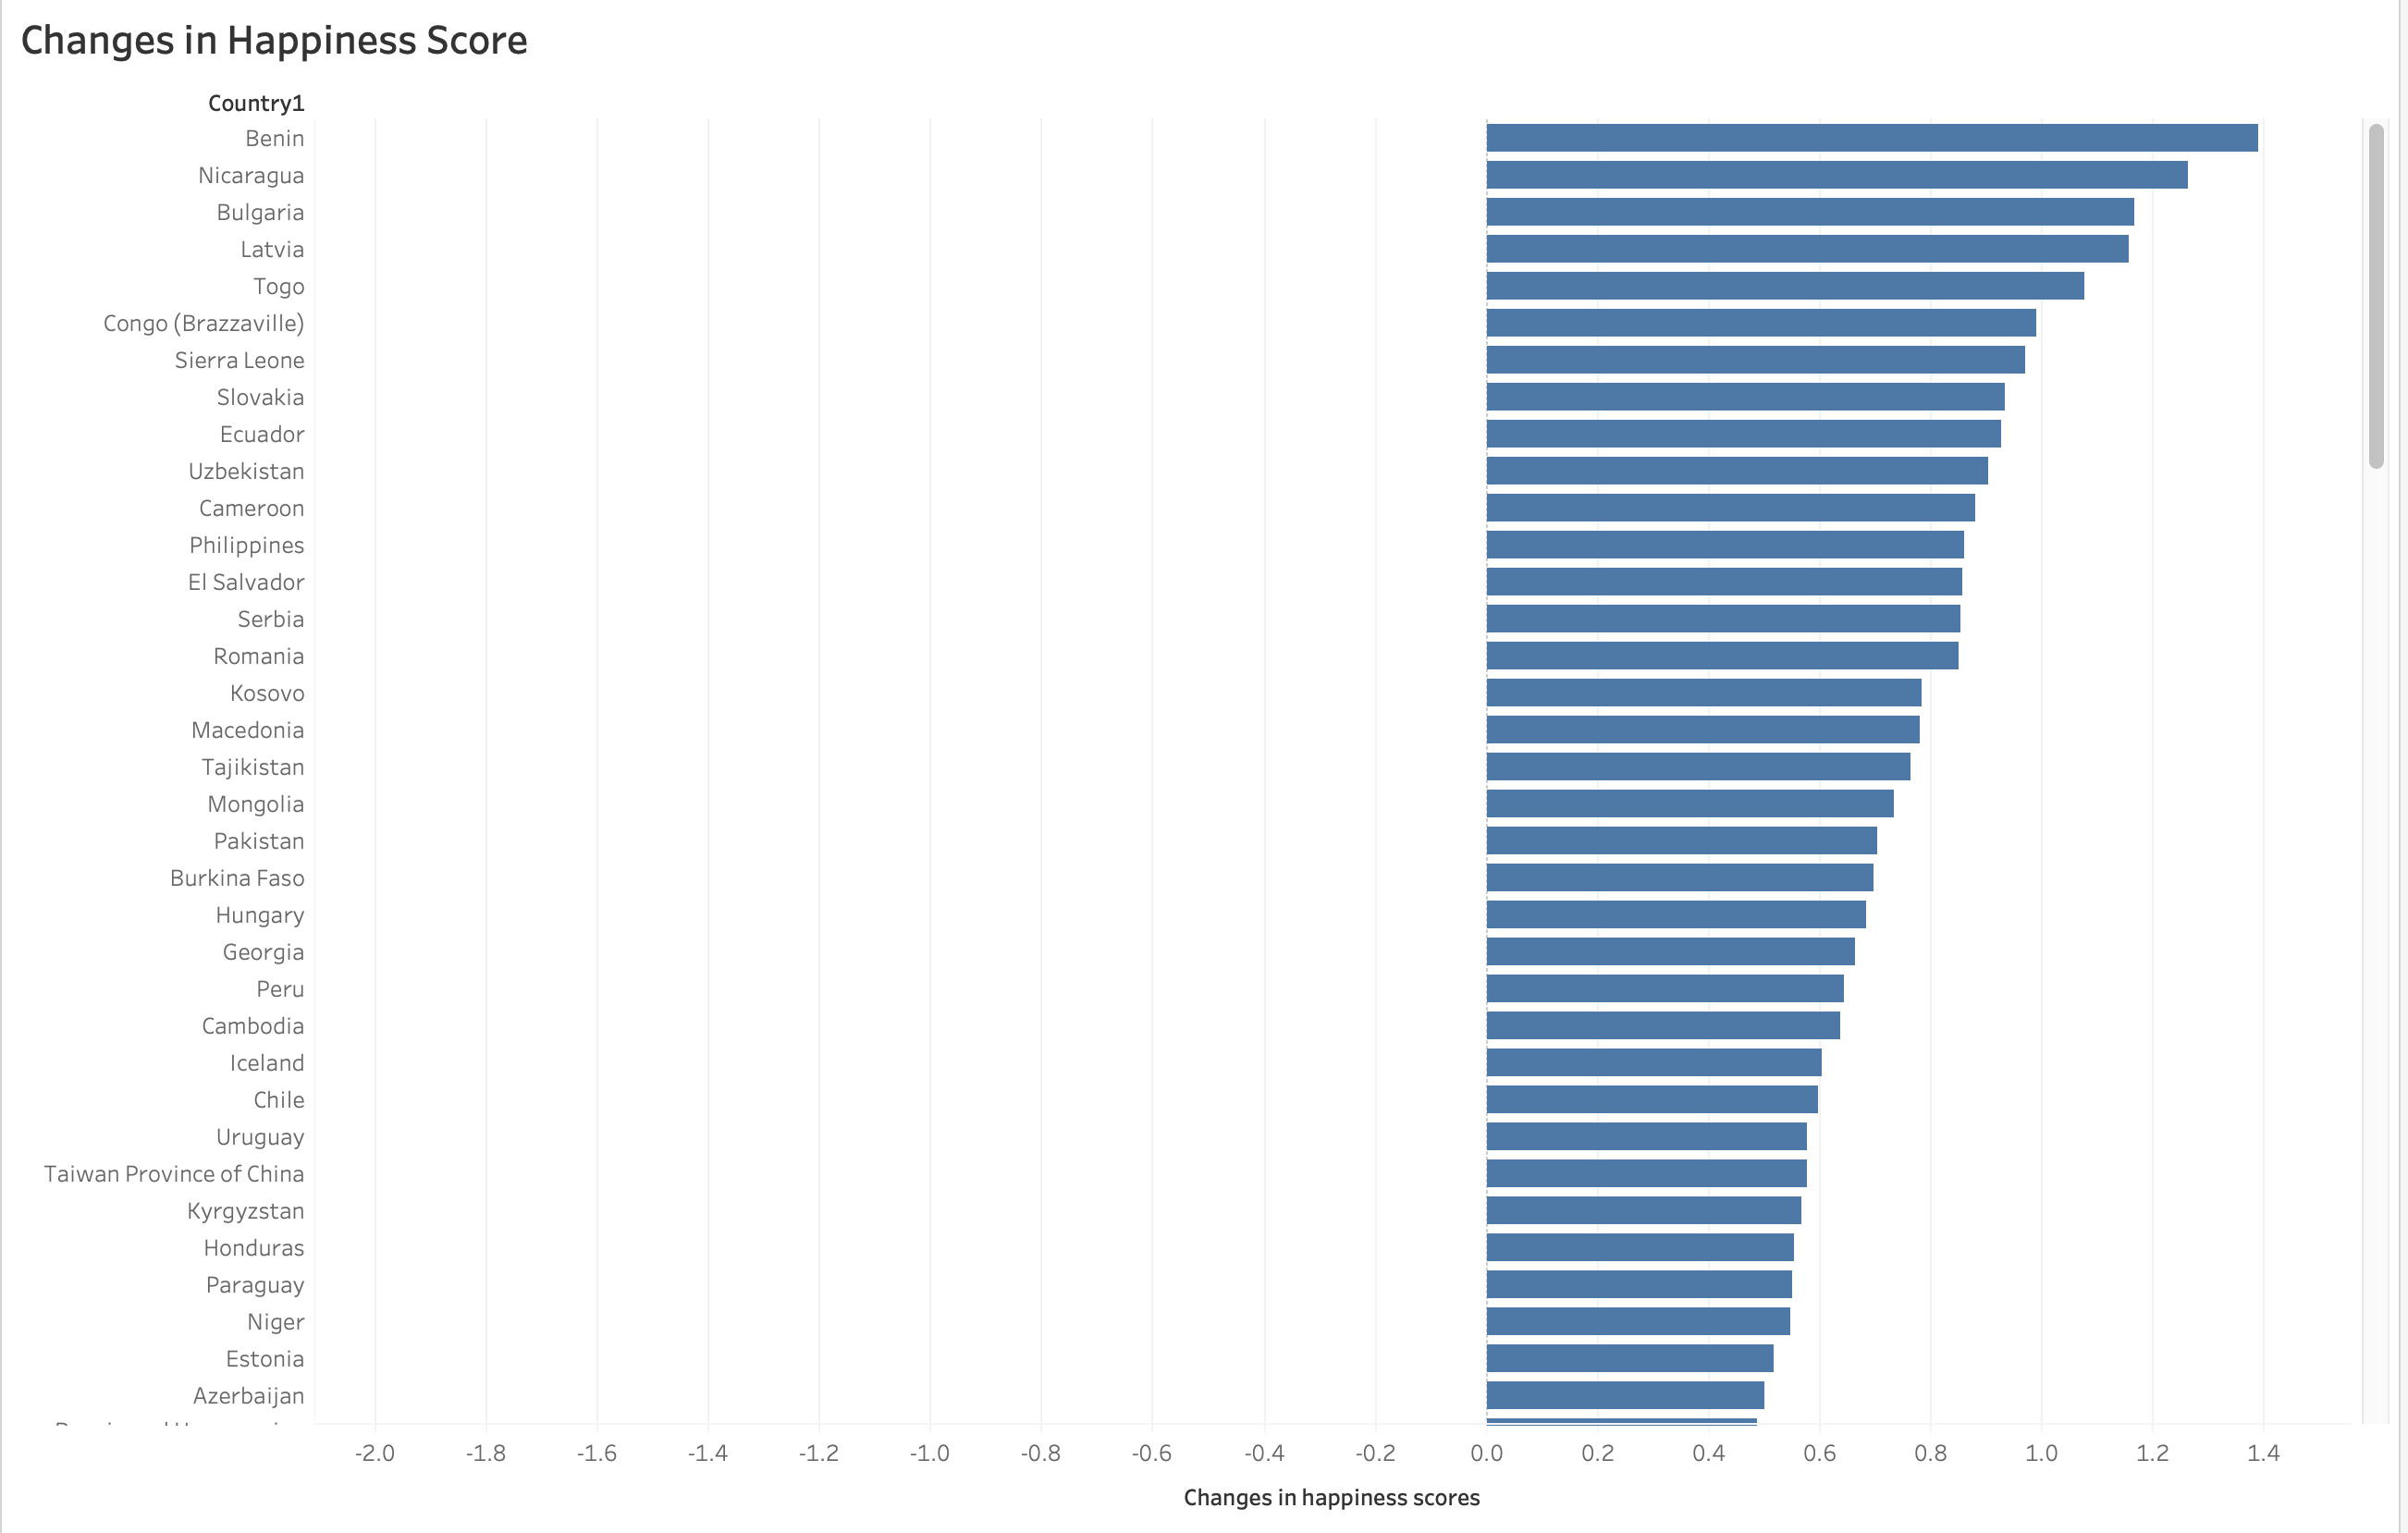 Changes in Happiness Score
Country1
Benin
Nicaragua
Bulgaria
Latvia
Togo
Congo (Brazzaville)
Sierra Leone
Slovakia
Ecuador
Uzbekistan
Cameroon
Philippines
El Salvador
Serbia
Romania
Kosovo
Macedonia
Tajikistan
Mongolia
Pakistan
Burkina Faso
Hungary
Georgia
Peru
Cambodia
Iceland
Chile
Uruguay
Taiwan Province of China
Kyrgyzstan
Honduras
Paraguay
Niger
Estonia
Azerbaijan
-2.0 -1.8 -1.6 -1.4 -1.2 -1.0 -0.8 -0.6 -0.4 -0.2 0.0 0.2 0.4 0.6 0.8 1.0 1.2 1.4
Changes in happiness scores